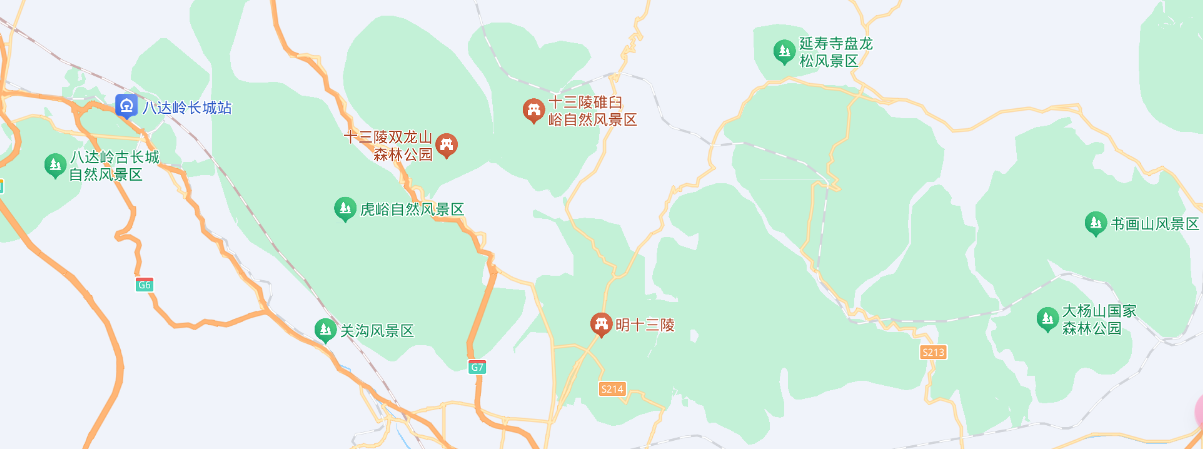 延寿寺盘龙
松风景区
八达岭长城站
十三陵碓臼
峪自然风景区
十三陵双龙山
森林公园
八达岭古长城
自然风景区
虎峪自然风景区
书画山风景区
G6
大杨山国家
森林公园
关沟风景区
明十三陵
S213
G7
S214